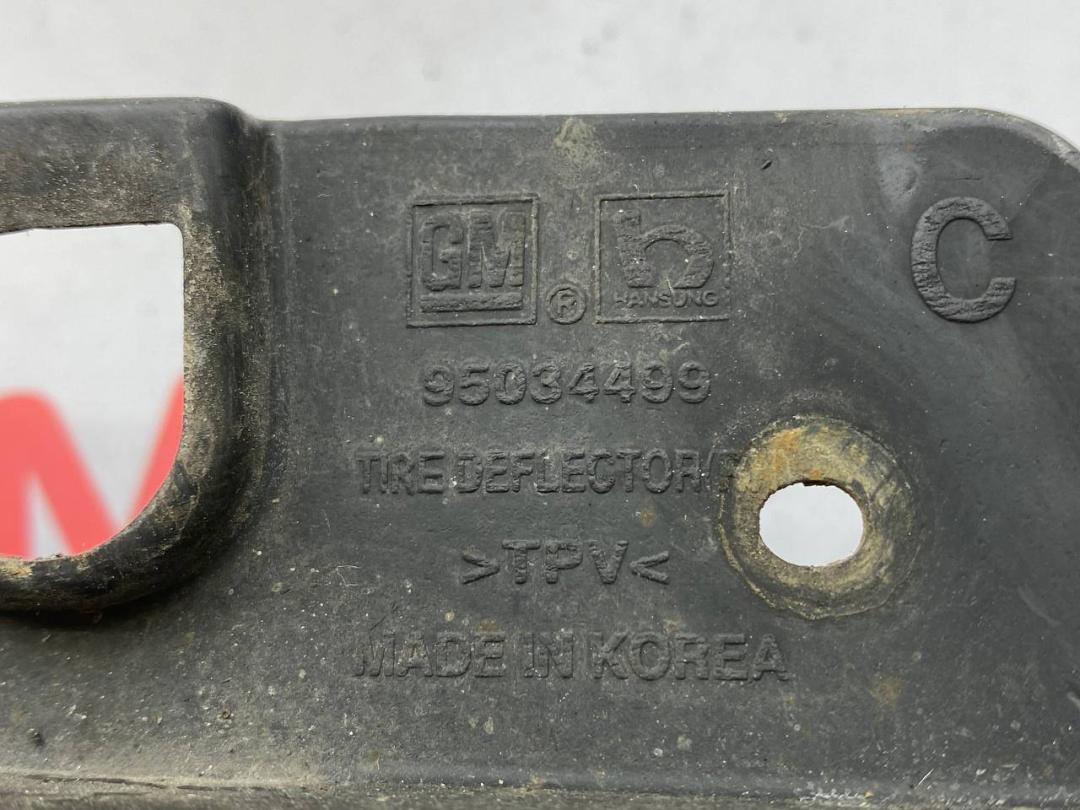 GM ® h HANSUNG C
95034499
TIRE DEFLECTOR
>TPV<
MADE IN KOREA